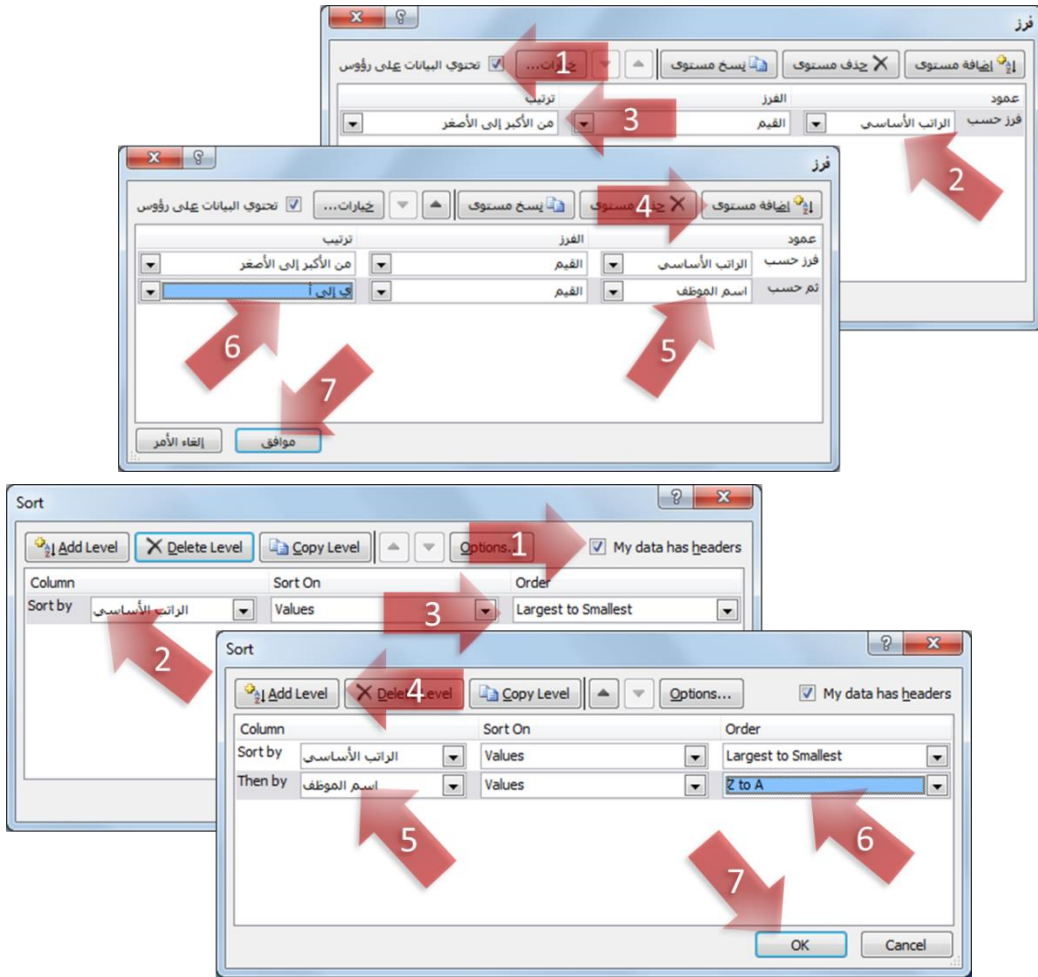 فرز
إضافة مستوى حذف مستوى نسخ مستوى خيارات... تحتوي البيانات على رؤوس
1
عمود الفرز ترتيب
فرز حسب الراتب الأساسي القيم من الأكبر إلى الأصغر
3
2
فرز
إضافة مستوى حذف مستوى نسخ مستوى خيارات... تحتوي البيانات على رؤوس
4
عمود الفرز ترتيب
فرز حسب الراتب الأساسي القيم من الأكبر إلى الأصغر
ثم حسب اسم الموظف القيم ي إلى أ
5
6
7
موافق إلغاء الأمر
Sort
Add Level Delete Level Copy Level Options... My data has headers
1
Column Sort On Order
Sort by الراتب الأساسي Values Largest to Smallest
3
2
Sort
Add Level Delete Level Copy Level Options... My data has headers
4
Column Sort On Order
Sort by الراتب الأساسي Values Largest to Smallest
Then by اسم الموظف Values Z to A
5
6
7
OK Cancel